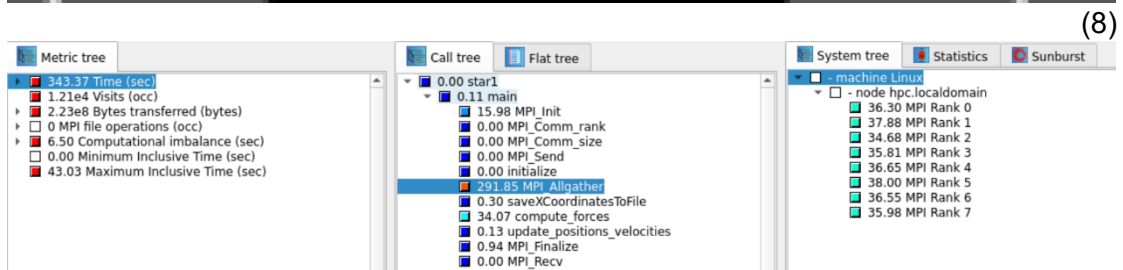 (8)
Metric tree
343.37 Time (sec)
1.21e4 Visits (occ)
2.23e8 Bytes transferred (bytes)
0 MPI file operations (occ)
6.50 Computational imbalance (sec)
0.00 Minimum Inclusive Time (sec)
43.03 Maximum Inclusive Time (sec)
Call tree Flat tree
0.00 star1
0.11 main
15.98 MPI_Init
0.00 MPI_Comm_rank
0.00 MPI_Comm_size
0.00 MPI_Send
0.00 initialize
291.85 MPI_Allgather
0.30 saveXCoordinatesToFile
34.07 compute_forces
0.13 update_positions_velocities
0.94 MPI_Finalize
0.00 MPI_Recv
System tree Statistics Sunburst
- machine Linux
- node hpc.localdomain
36.30 MPI Rank 0
37.88 MPI Rank 1
34.68 MPI Rank 2
35.81 MPI Rank 3
36.65 MPI Rank 4
38.00 MPI Rank 5
36.55 MPI Rank 6
35.98 MPI Rank 7